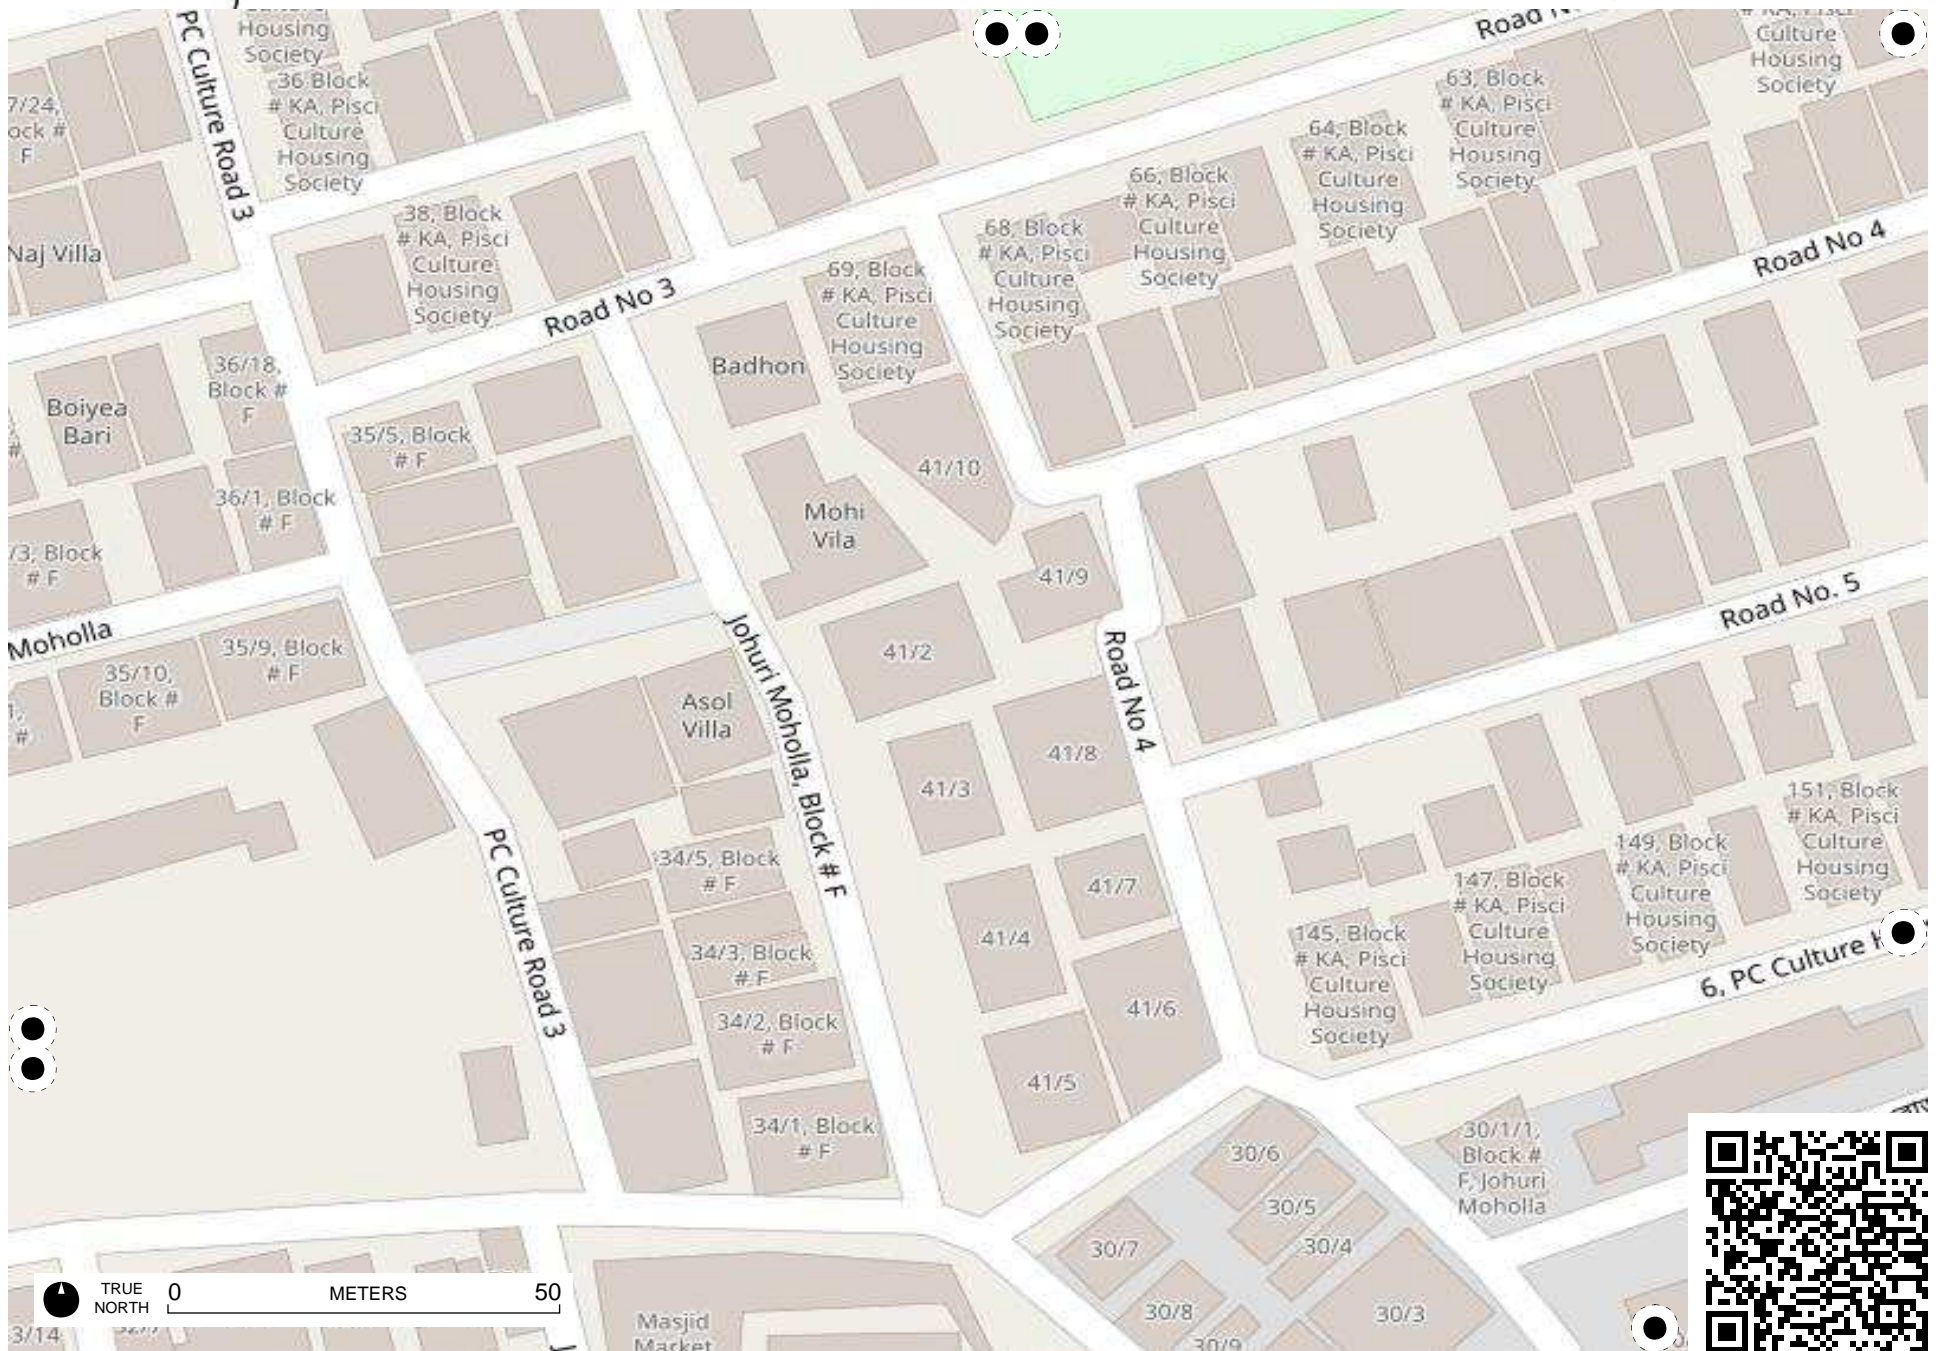 Housing
Society
36 Block
# KA, Pisci
Culture
Housing
Society
PC Culture Road 3
7/24,
F
Naj Villa
38, Block
# KA, Pisci
Culture
Housing
Society
Road No 3
Culture
Housing
Society
63, Block
# KA, Pisci
Culture
Housing
Society
64, Block
# KA, Pisci
Culture
Housing
Society
66, Block
# KA, Pisci
Culture
Housing
Society
68, Block
# KA, Pisci
Culture
Housing
Society
69, Block
# KA, Pisci
Culture
Housing
Society
Road No 4
Badhon
Boiyea
Bari
36/18,
Block #
F
35/5, Block
# F
36/1, Block
# F
/3, Block
# F
41/10
Mohi
Vila
41/9
Moholla
35/9, Block
# F
35/10,
Block #
F
#
Johuri Moholla, Block # F
Asol
Villa
41/2
41/3
41/8
Road No 4
Road No. 5
34/5, Block
# F
34/3, Block
# F
34/2, Block
# F
34/1, Block
# F
PC Culture Road 3
41/7
41/4
41/6
41/5
145, Block
# KA, Pisci
Culture
Housing
Society
147, Block
# KA, Pisci
Culture
Housing
Society
149, Block
# KA, Pisci
Culture
Housing
Society
151, Block
# KA, Pisci
Culture
Housing
Society
6, PC Culture
30/1/1,
Block #
F, Johuri
Moholla
30/6
30/5
30/4
30/7
30/8
30/9
30/3
Masjid
Market
3/14
TRUE
NORTH
0 METERS 50